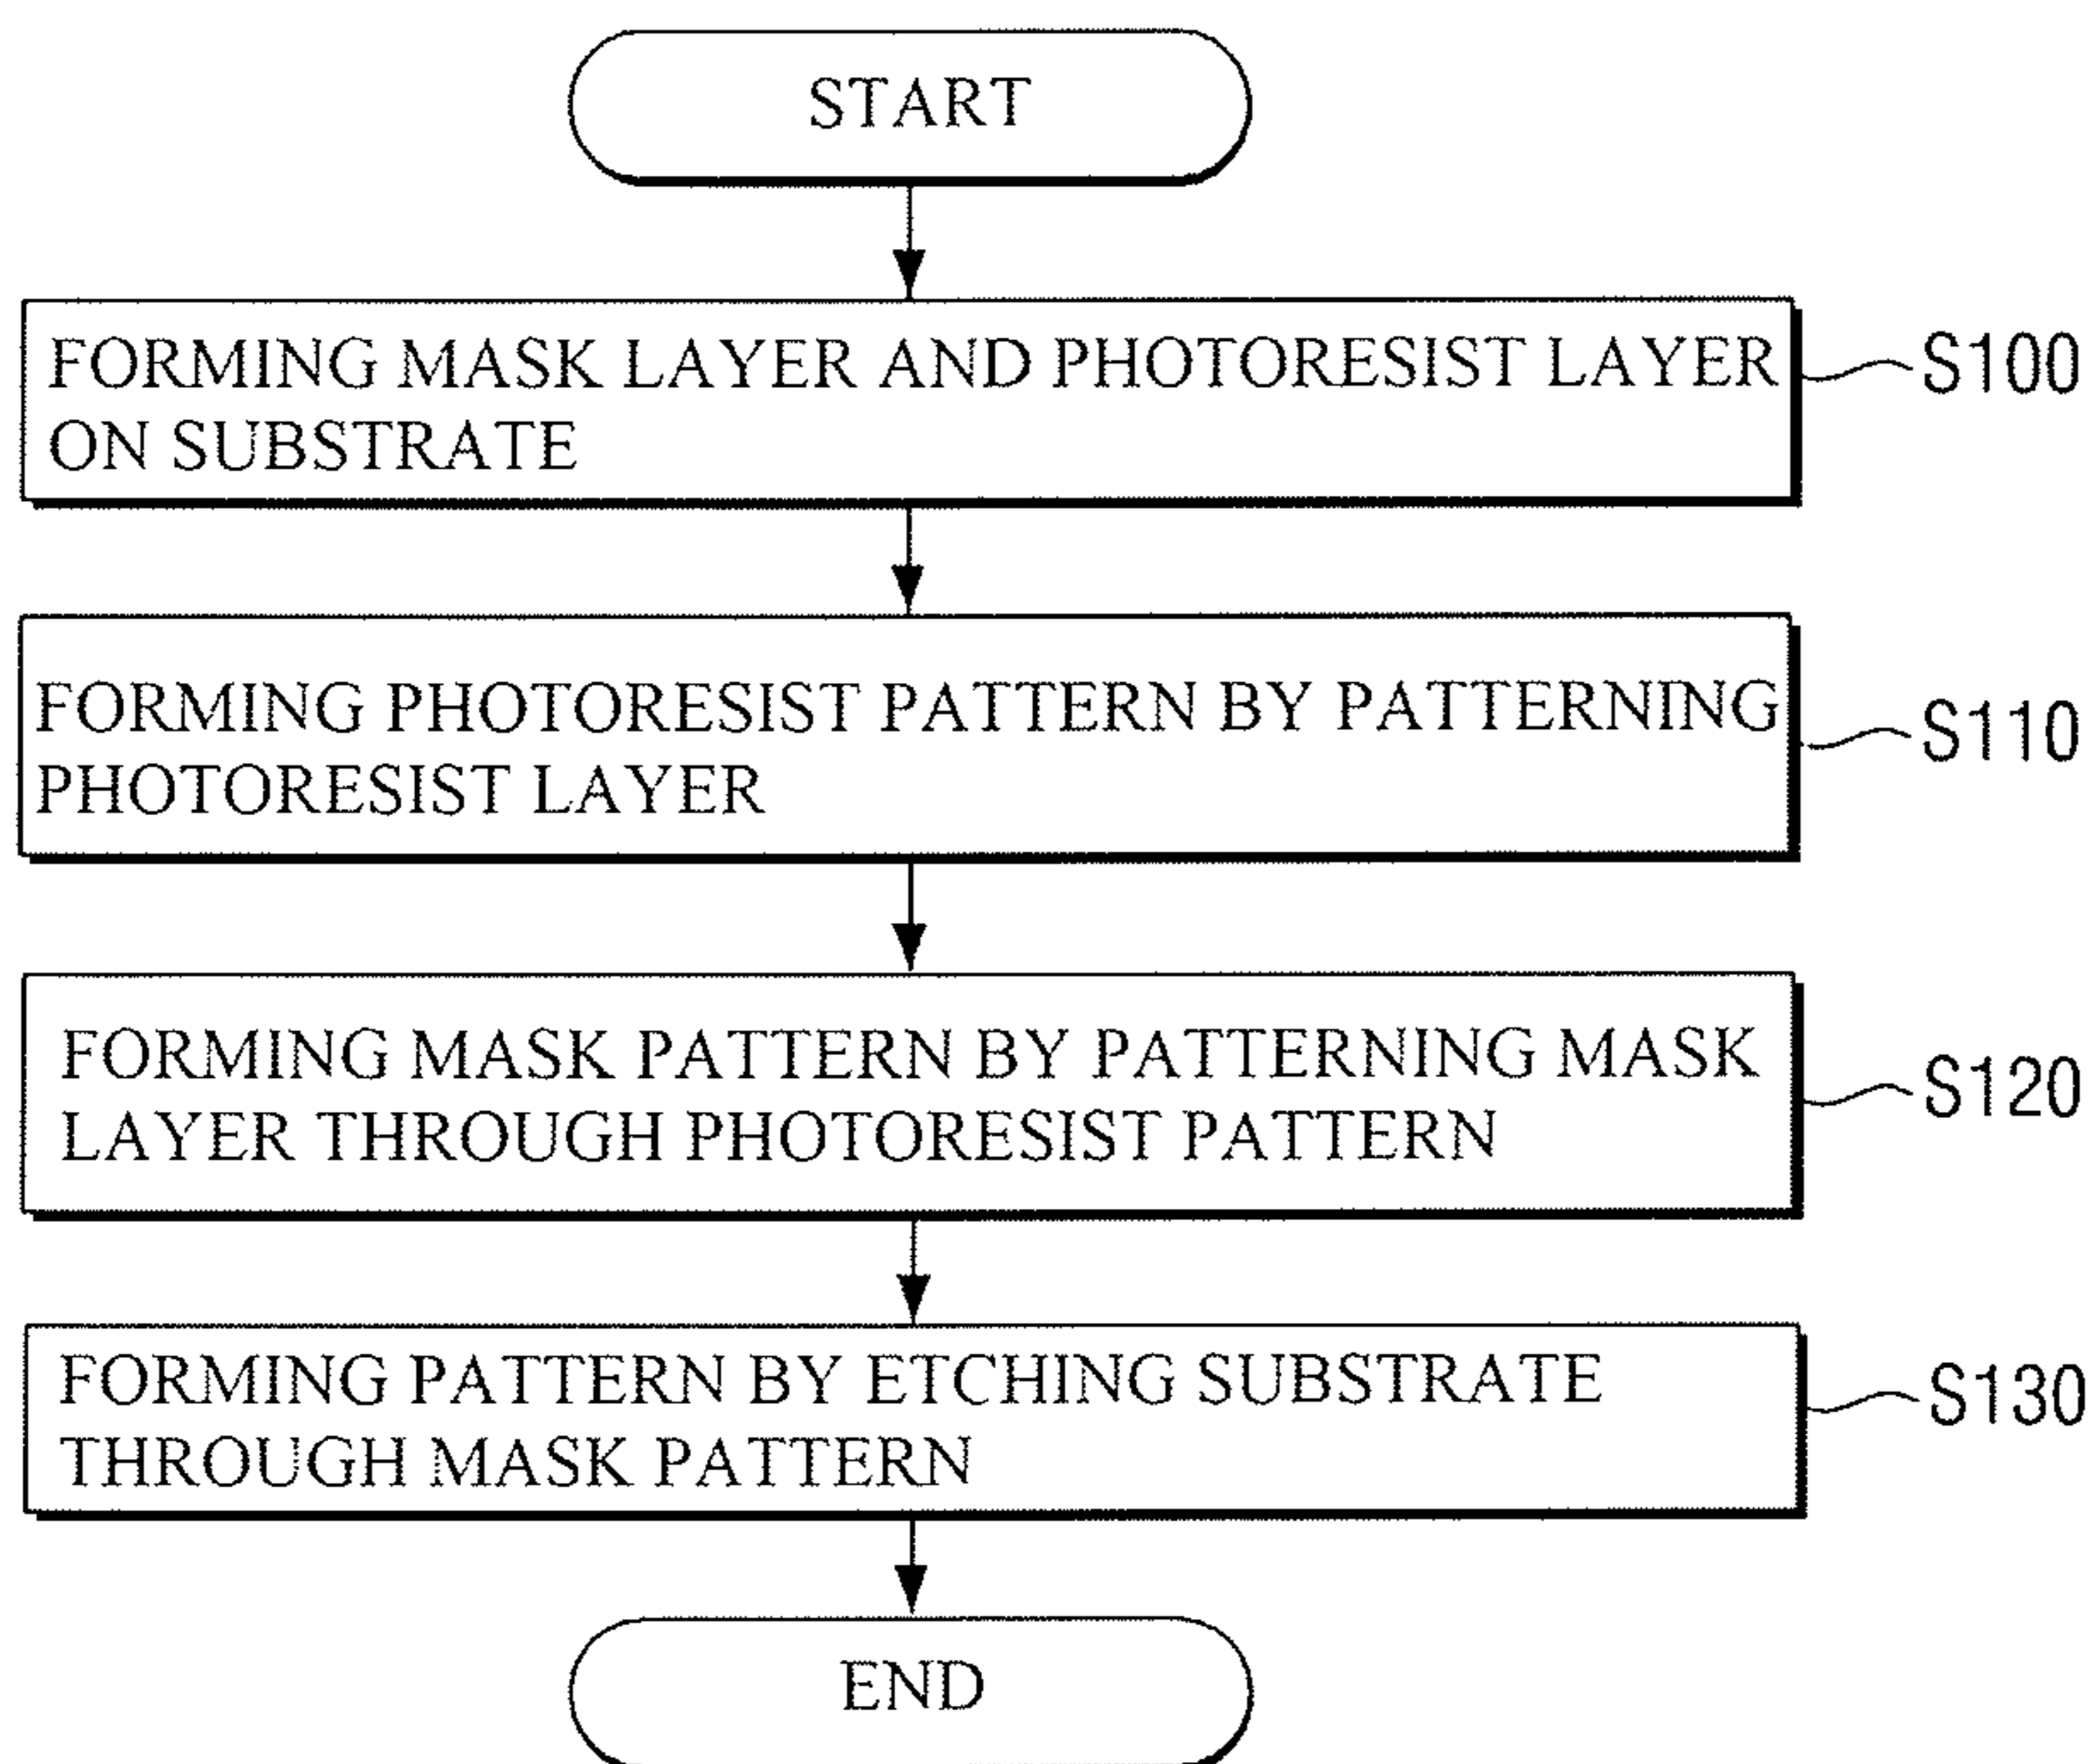 START
FORMING MASK LAYER AND PHOTORESIST LAYER
ON SUBSTRATE
S100
FORMING PHOTORESIST PATTERN BY PATTERNING
PHOTORESIST LAYER
S110
FORMING MASK PATTERN BY PATTERNING MASK
LAYER THROUGH PHOTORESIST PATTERN
S120
FORMING PATTERN BY ETCHING SUBSTRATE
THROUGH MASK PATTERN
S130
END